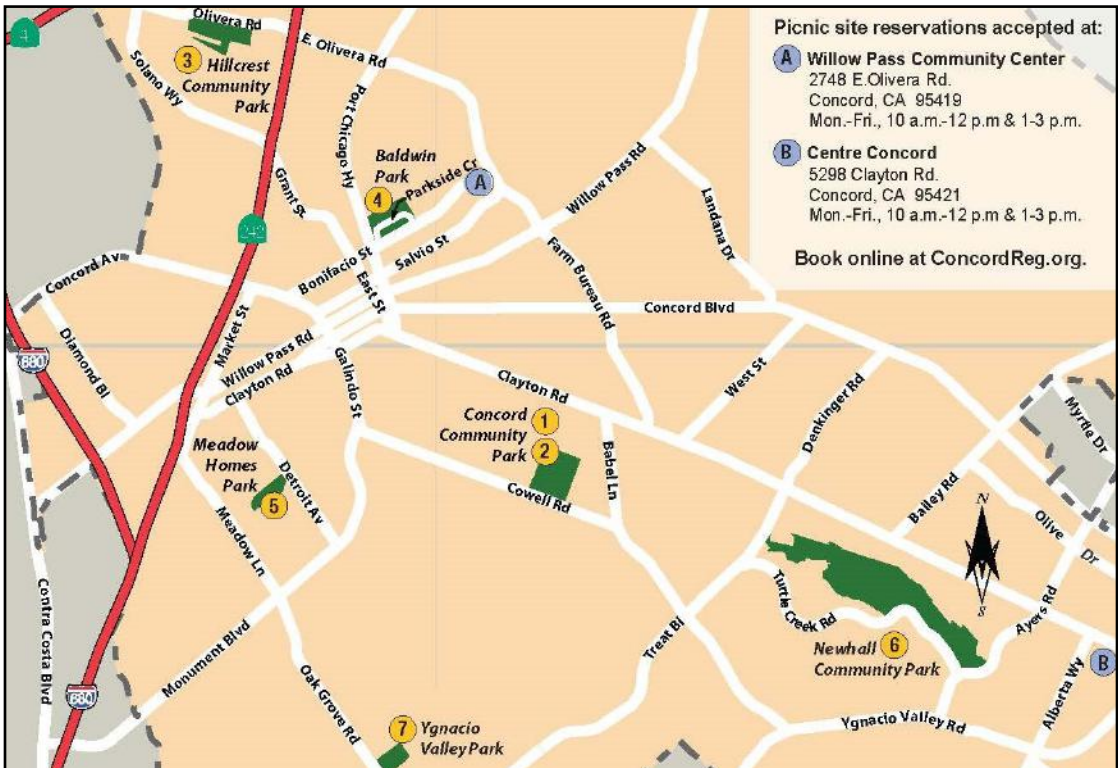 4
Olivera Rd
E. Olivera Rd
Solano Wy
3
Hillcrest
Community
Park
Port Chicago Hy
242
Grant St
Baldwin
Park
4
Parkside Cr
A
Willow Pass Rd
Landana Dr
Concord Av
Bonifacio St
Salvio St
East St
Farm Bureau Rd
Concord Blvd
Market St
Diamond Bl
680
Willow Pass Rd
Clayton Rd
Galindo St
Clayton Rd
West St
Denkinger Rd
Myrtle Dr
Concord
Community
Park
1
2
Babel Ln
Cowell Rd
Meadow
Homes
Park
5
Detroit Av
Meadow Ln
Bailey Rd
Olive Dr
N
S
Ayers Rd
Turtle Creek Rd
Treat Bl
Newhall
Community Park
6
B
Alberta Wy
Ygnacio Valley Rd
Contra Costa Blvd
Monument Blvd
680
Oak Grove Rd
7
Ygnacio
Valley Park
Picnic site reservations accepted at:
A Willow Pass Community Center
2748 E.Olivera Rd.
Concord, CA 95419
Mon.-Fri., 10 a.m.-12 p.m & 1-3 p.m.
B Centre Concord
5298 Clayton Rd.
Concord, CA 95421
Mon.-Fri., 10 a.m.-12 p.m & 1-3 p.m.
Book online at ConcordReg.org.